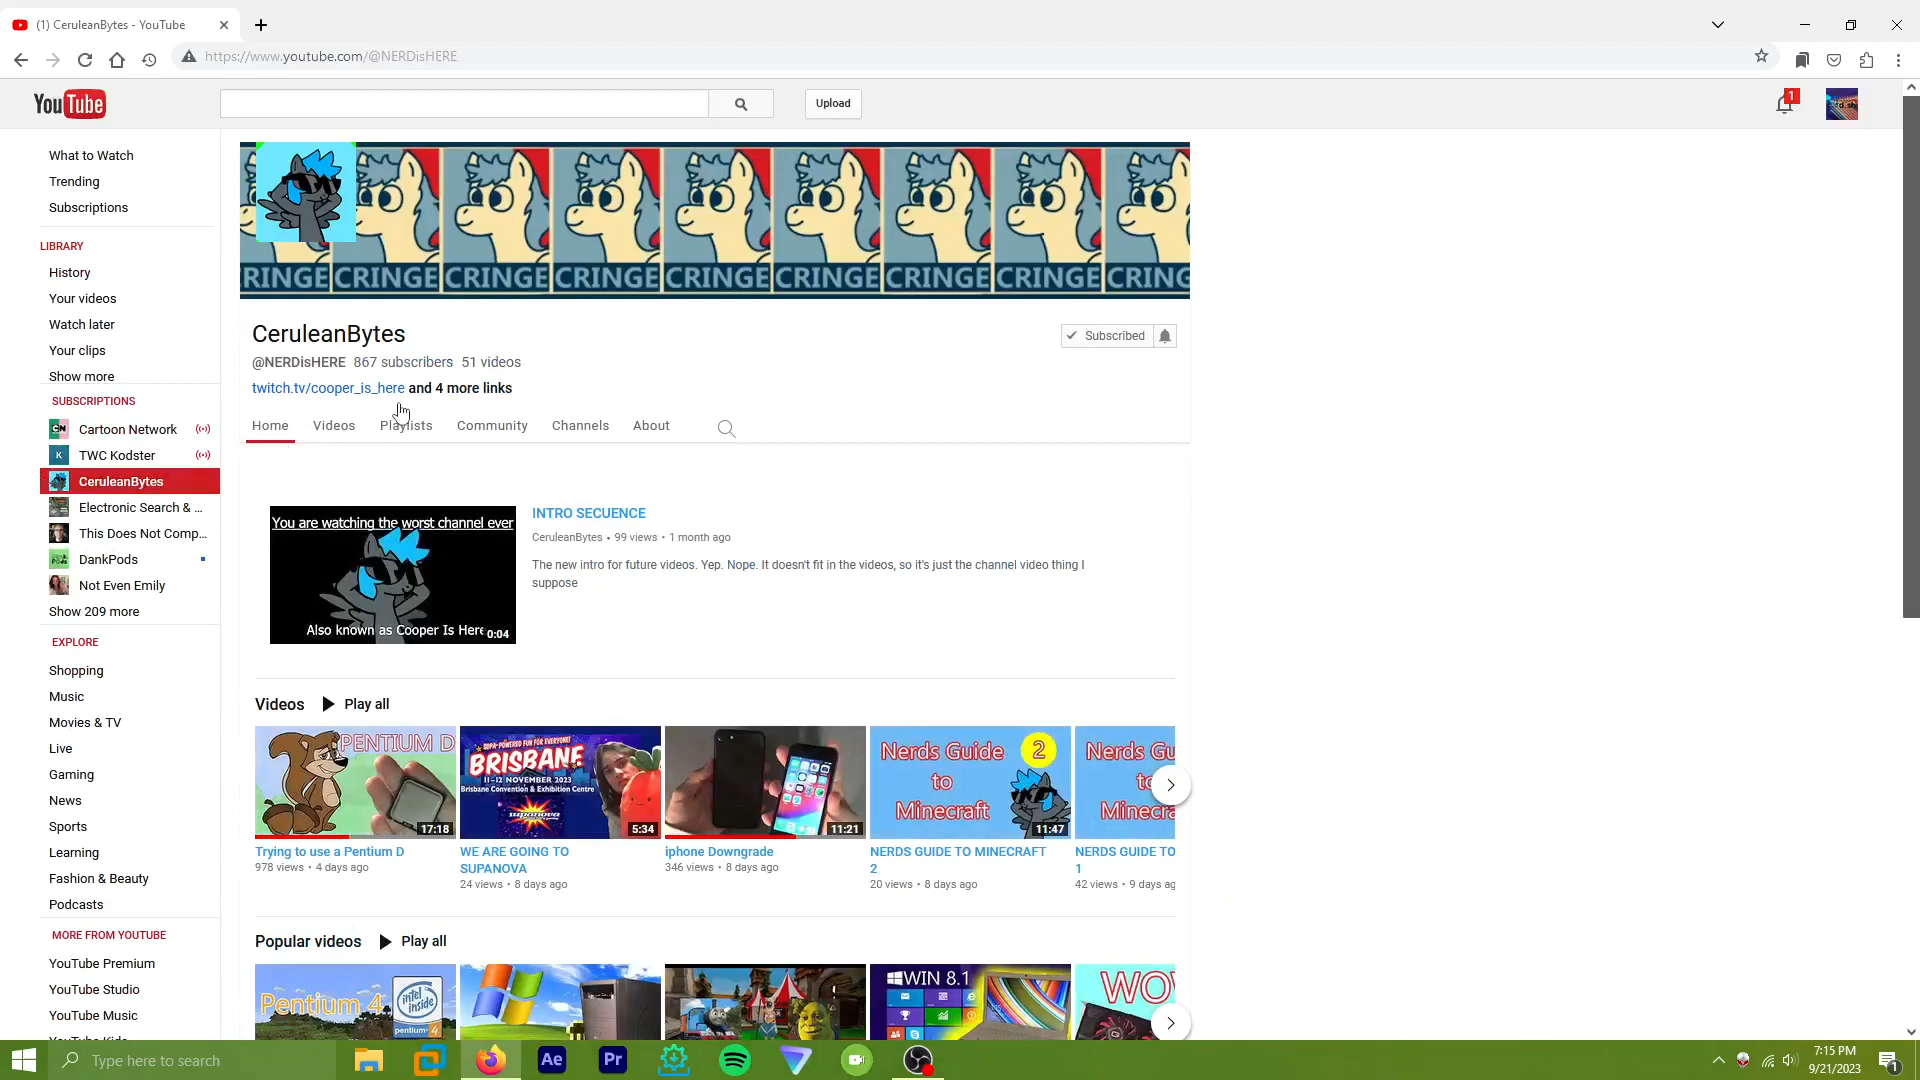 (1) CeruleanBytes - YouTube
https://www.youtube.com/@NERDisHERE
YouTube
Upload
1
What to Watch
Trending
Subscriptions
LIBRARY
History
Your videos
Watch later
Your clips
Show more
SUBSCRIPTIONS
Cartoon Network
TWC Kodster
CeruleanBytes
Electronic Search & ...
This Does Not Comp...
DankPods
Not Even Emily
Show 209 more
EXPLORE
Shopping
Music
Movies & TV
Live
Gaming
News
Sports
Learning
Fashion & Beauty
Podcasts
MORE FROM YOUTUBE
YouTube Premium
YouTube Studio
YouTube Music
CRINGE CRINGE CRINGE CRINGE CRINGE CRINGE CRINGE CRINGE CRING
CeruleanBytes
Subscribed
@NERDisHERE 867 subscribers 51 videos
twitch.tv/cooper_is_here and 4 more links
Home Videos Playlists Community Channels About
You are watching the worst channel ever
Also known as Cooper Is Here
0:04
INTRO SECUENCE
CeruleanBytes • 99 views • 1 month ago
The new intro for future videos. Yep. Nope. It doesn't fit in the videos, so it's just the channel video thing I
suppose
Videos Play all
PENTIUM D
17:18
Trying to use a Pentium D
978 views • 4 days ago
SUPA-POWERED FUN FOR EVERYONE!
BRISBANE
11-12 NOVEMBER 2023
Brisbane Convention & Exhibition Centre
supanova
5:34
WE ARE GOING TO
SUPANOVA
24 views • 8 days ago
11:21
iphone Downgrade
346 views • 8 days ago
Nerds Guide 2
to
Minecraft
11:47
NERDS GUIDE TO MINECRAFT
2
20 views • 8 days ago
Nerds Gu
to
Minecra
NERDS GUIDE TO
1
42 views • 9 days ag
Popular videos Play all
Pentium 4
intel
inside
pentium 4
WIN 8.1
WOW
Type here to search
Ae
Pr
7:15 PM
9/21/2023
1